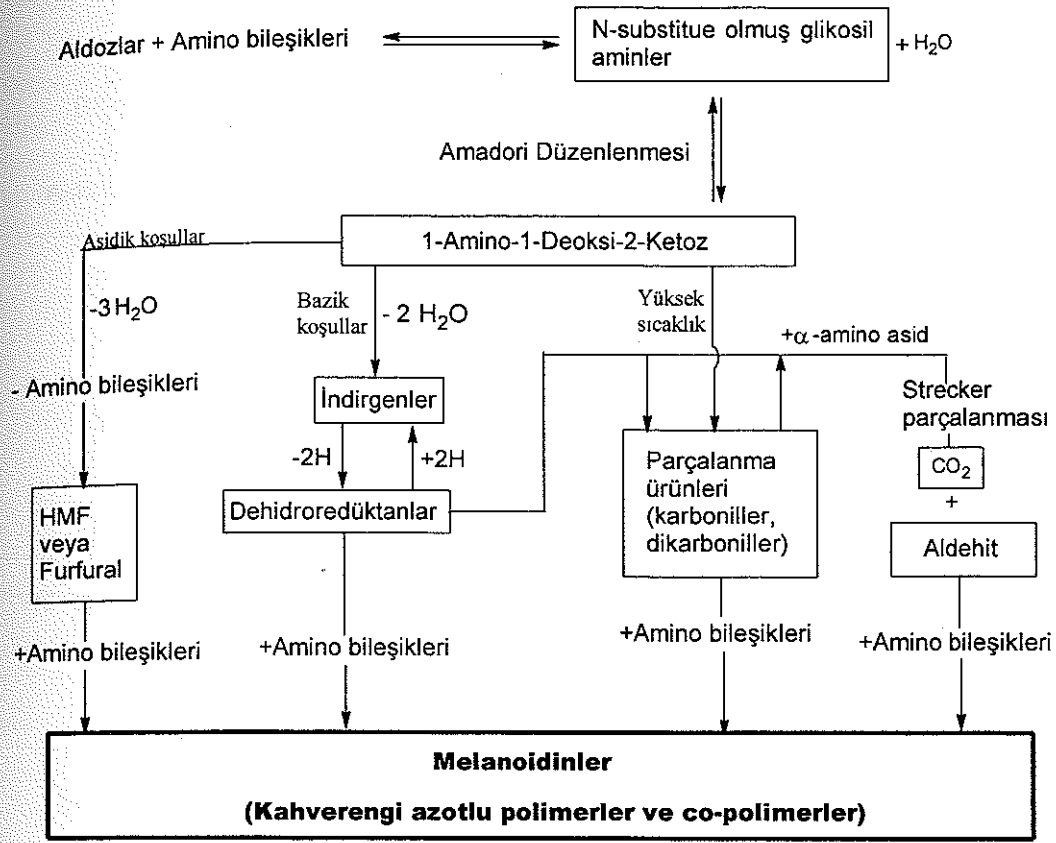 Aldozlar + Amino bileşikleri
N-substitue olmuş glikosil
aminler
+ H₂O
Amadori Düzenlenmesi
1-Amino-1-Deoksi-2-Ketoz
Asidik koşullar
-3H₂O
- Amino bileşikleri
HMF
veya
Furfural
+Amino bileşikleri
Bazik
koşullar
- 2 H₂O
İndirgenler
-2H
+2H
Dehidroredüktanlar
+Amino bileşikleri
Yüksek
sıcaklık
Parçalanma
ürünleri
(karboniller,
dikarboniller)
+Amino bileşikleri
+α-amino asid
Strecker
parçalanması
CO₂
+
Aldehit
+Amino bileşikleri
Melanoidinler
(Kahverengi azotlu polimerler ve co-polimerler)